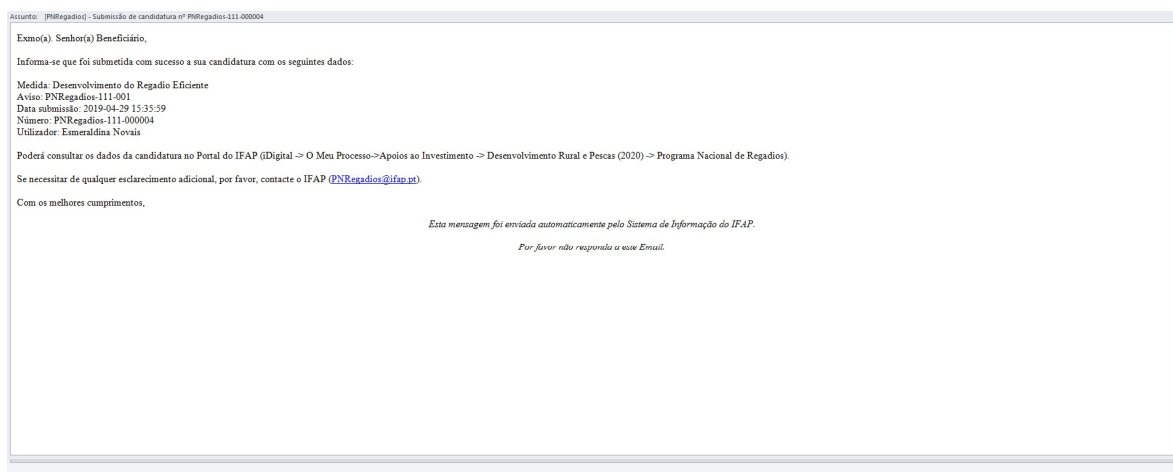 Assunto: [PNRegadios] - Submissão de candidatura nº PNRegadios-111-000004
Exmo(a). Senhor(a) Beneficiário,
Informa-se que foi submetida com sucesso a sua candidatura com os seguintes dados:
Medida: Desenvolvimento do Regadio Eficiente
Aviso: PNRegadios-111-001
Data submissão: 2019-04-29 15:35:59
Número: PNRegadios-111-000004
Utilizador: Esmeraldina Novais
Poderá consultar os dados da candidatura no Portal do IFAP (iDigital -> O Meu Processo->Apoios ao Investimento -> Desenvolvimento Rural e Pescas (2020) -> Programa Nacional de Regadios).
Se necessitar de qualquer esclarecimento adicional, por favor, contacte o IFAP (PNRegadios@ifap.pt).
Com os melhores cumprimentos,
Esta mensagem foi enviada automaticamente pelo Sistema de Informação do IFAP.
Por favor não responda a este Email.